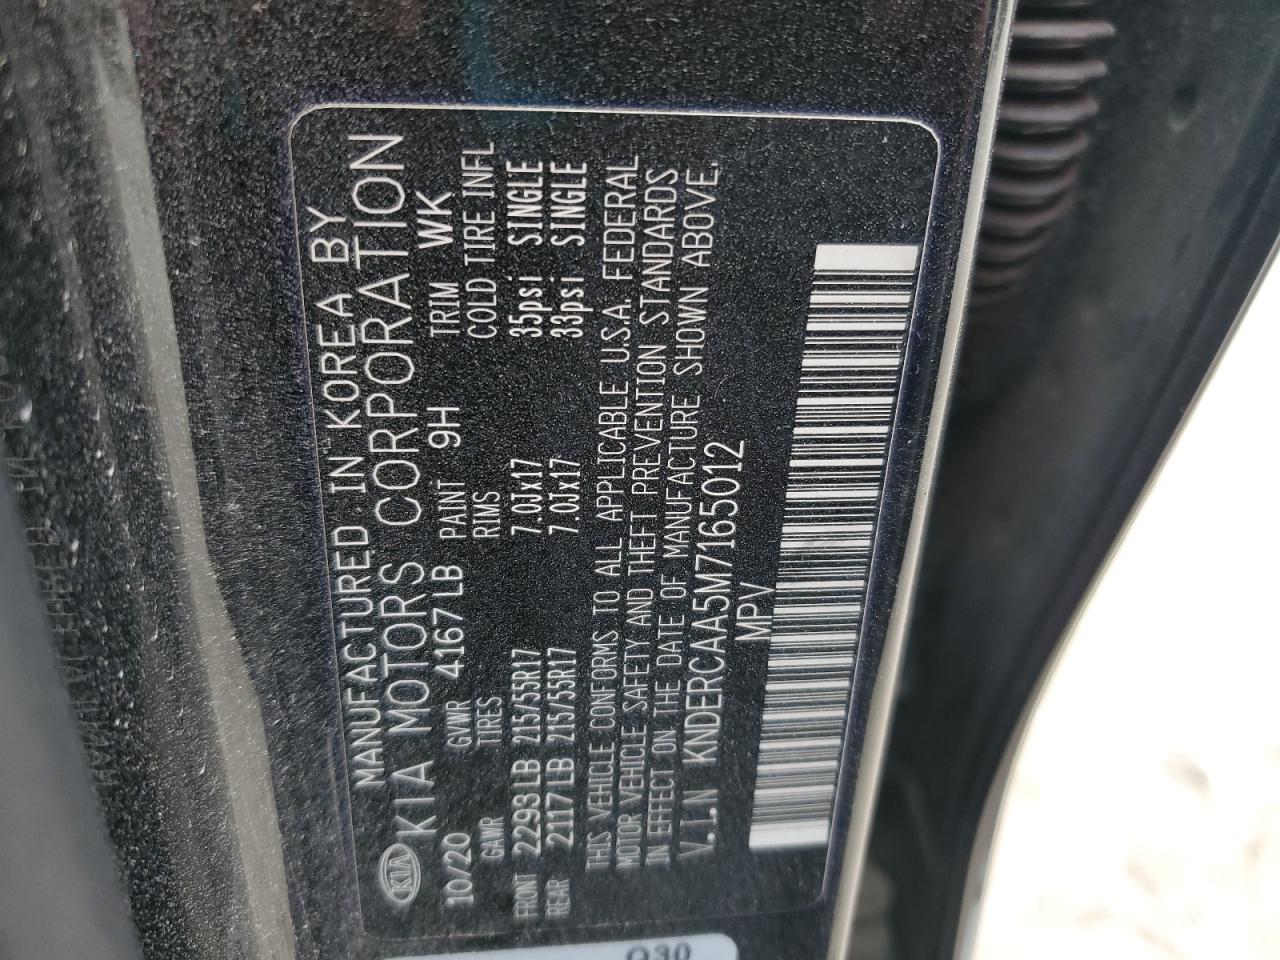 MANUFACTURED IN KOREA BY
KIA KIA MOTORS CORPORATION
10/20 GVWR 4167 LB PAINT 9H TRIM WK
GAWR TIRES RIMS COLD TIRE INFL
FRONT 2293 LB 215/55R17 7.0Jx17 35psi SINGLE
REAR 2117 LB 215/55R17 7.0Jx17 33psi SINGLE
THIS VEHICLE CONFORMS TO ALL APPLICABLE U.S.A. FEDERAL
MOTOR VEHICLE SAFETY AND THEFT PREVENTION STANDARDS
IN EFFECT ON THE DATE OF MANUFACTURE SHOWN ABOVE.
V.I.N KNDERCAA5M7165012
MPV
030